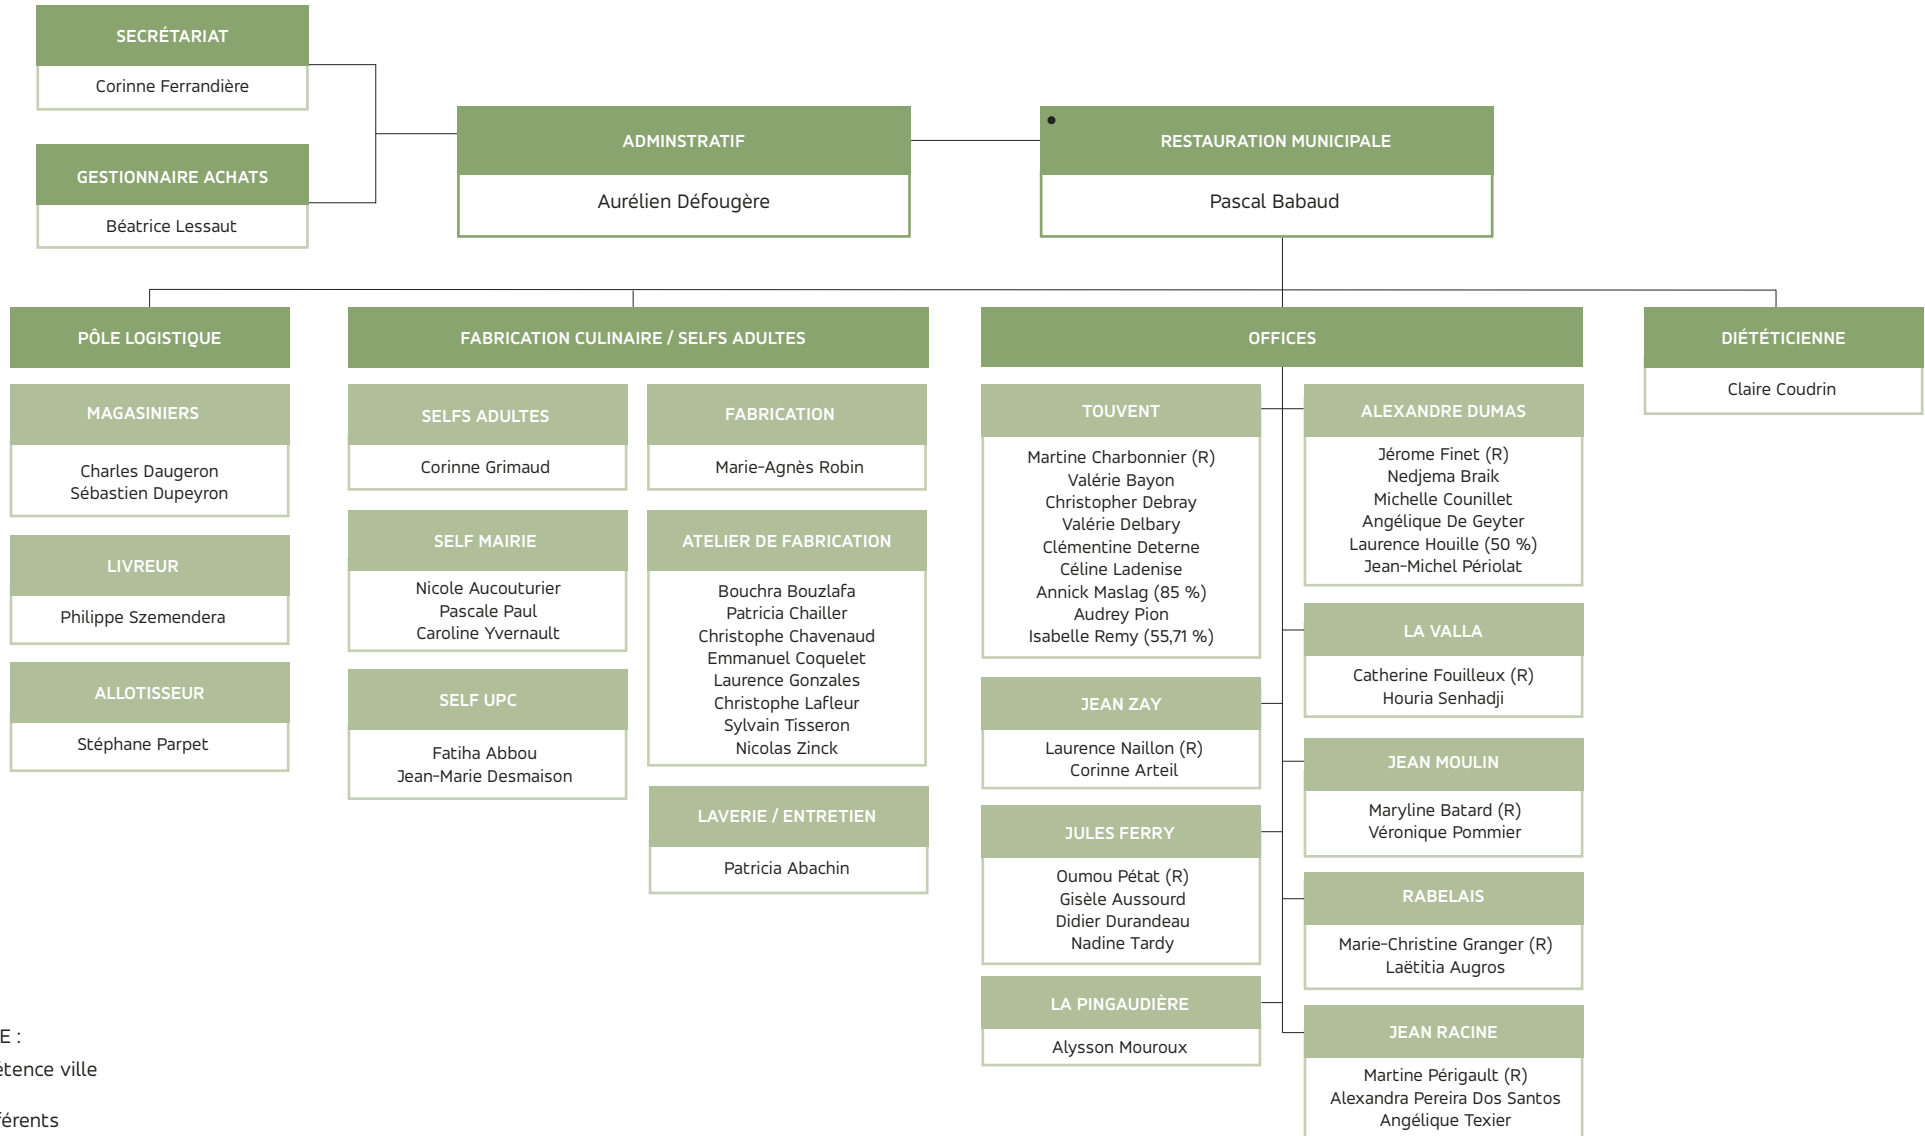 SECRÉTARIAT
Corinne Ferrandière
GESTIONNAIRE ACHATS
Béatrice Lessaut
ADMINSTRATIF
Aurélien Défougère
RESTAURATION MUNICIPALE
Pascal Babaud
PÔLE LOGISTIQUE
MAGASINIERS
Charles Daugeron
Sébastien Dupeyron
LIVREUR
Philippe Szemendera
ALLOTISSEUR
Stéphane Parpet
FABRICATION CULINAIRE / SELFS ADULTES
SELFS ADULTES
Corinne Grimaud
SELF MAIRIE
Nicole Aucouturier
Pascale Paul
Caroline Yvernault
SELF UPC
Fatiha Abbou
Jean-Marie Desmaison
FABRICATION
Marie-Agnès Robin
ATELIER DE FABRICATION
Bouchra Bouzlafa
Patricia Chailler
Christophe Chavenaud
Emmanuel Coquelet
Laurence Gonzales
Christophe Lafleur
Sylvain Tisseron
Nicolas Zinck
LAVERIE / ENTRETIEN
Patricia Abachin
OFFICES
TOUVENT
Martine Charbonnier (R)
Valérie Bayon
Christopher Debray
Valérie Delbary
Clémentine Deterne
Céline Ladenise
Annick Maslag (85 %)
Audrey Pion
Isabelle Remy (55,71 %)
JEAN ZAY
Laurence Naillon (R)
Corinne Arteil
JULES FERRY
Oumou Pétat (R)
Gisèle Aussourd
Didier Durandeau
Nadine Tardy
LA PINGAUDIÈRE
Alysson Mouroux
ALEXANDRE DUMAS
Jérome Finet (R)
Nedjema Braik
Michelle Counillet
Angélique De Geyter
Laurence Houille (50 %)
Jean-Michel Périolat
LA VALLA
Catherine Fouilleux (R)
Houria Senhadji
JEAN MOULIN
Maryline Batard (R)
Véronique Pommier
RABELAIS
Marie-Christine Granger (R)
Laëtitia Augros
JEAN RACINE
Martine Périgault (R)
Alexandra Pereira Dos Santos
Angélique Texier
DIÉTÉTICIENNE
Claire Coudrin
E :
étence ville
férents